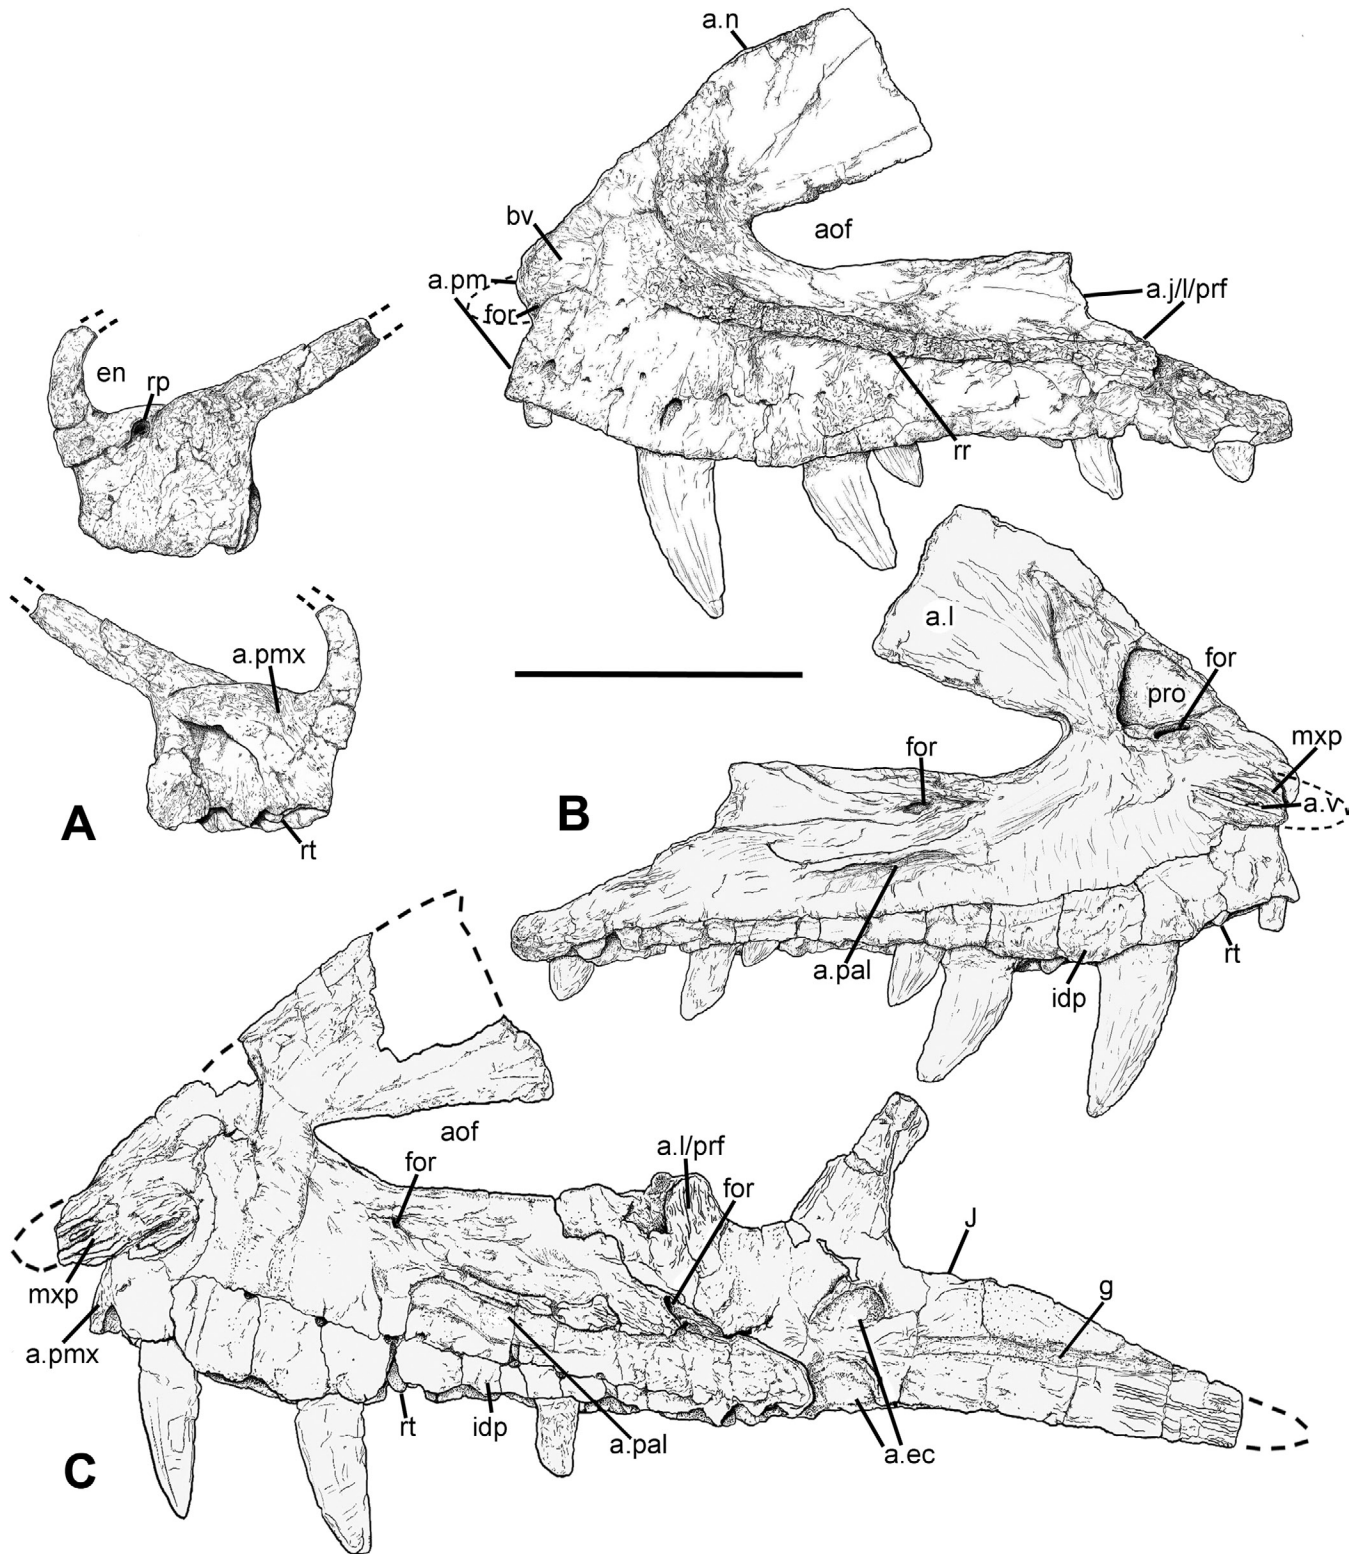 a.n
bv
aof
a.pm
for
a.j/l/prf
en
rp
rr
a.l
a.pmx
pro
for
for
mxp
a.v
A
B
rt
a.pal
idp
rt
aof
for
a.l/prf
for
J
g
mxp
a.pmx
rt
idp
a.pal
a.ec
C